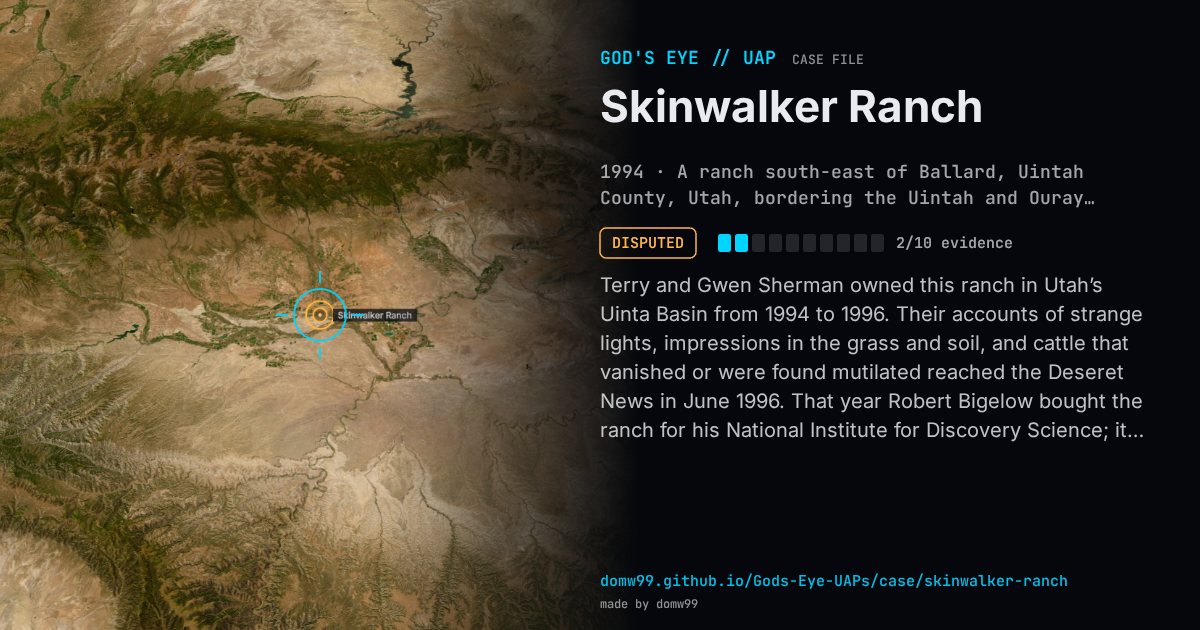 GOD'S EYE // UAP CASE FILE
Skinwalker Ranch
1994 · A ranch south-east of Ballard, Uintah
County, Utah, bordering the Uintah and Ouray…
DISPUTED 2/10 evidence
Terry and Gwen Sherman owned this ranch in Utah’s
Uinta Basin from 1994 to 1996. Their accounts of strange
lights, impressions in the grass and soil, and cattle that
vanished or were found mutilated reached the Deseret
News in June 1996. That year Robert Bigelow bought the
ranch for his National Institute for Discovery Science; it…
Skinwalker Ranch
domw99.github.io/Gods-Eye-UAPs/case/skinwalker-ranch
made by domw99